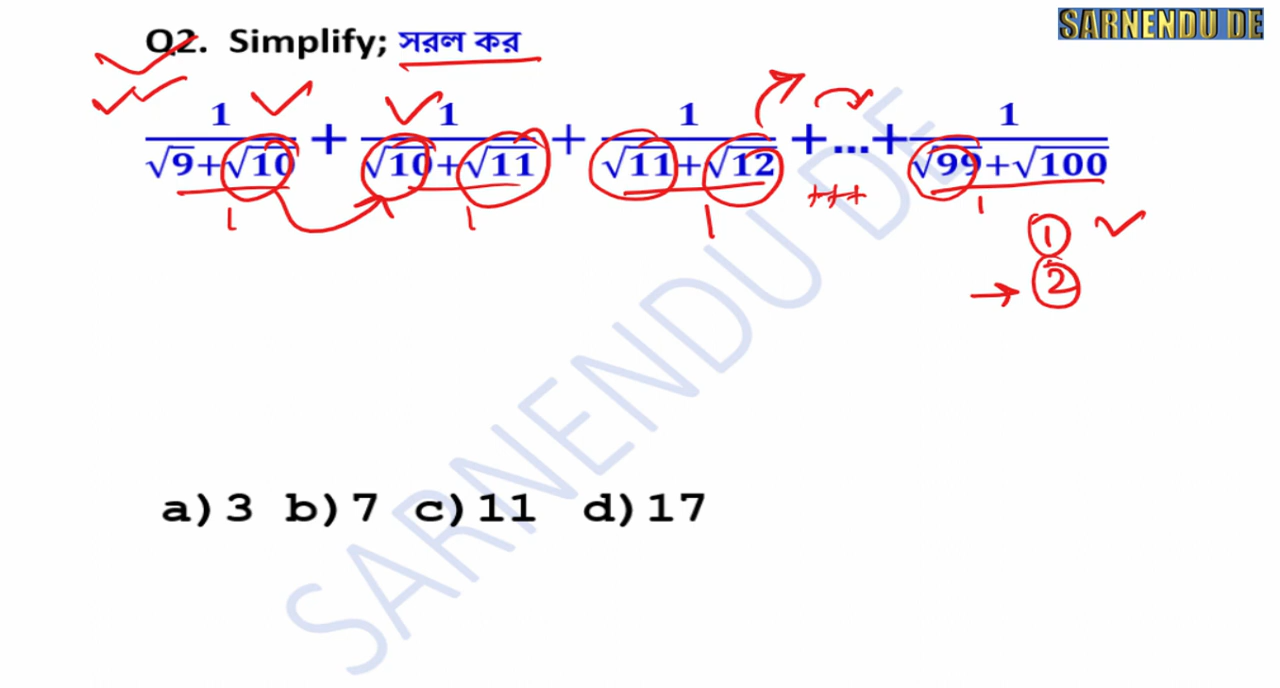 SARNENDU DE
Q2. Simplify; সরল কর
1/(√9+√10) + 1/(√10+√11) + 1/(√11+√12) +...+ 1/(√99+√100)
1 1 1 +++ 1
1
2
a)3 b)7 c)11 d)17
SARNENDU DE